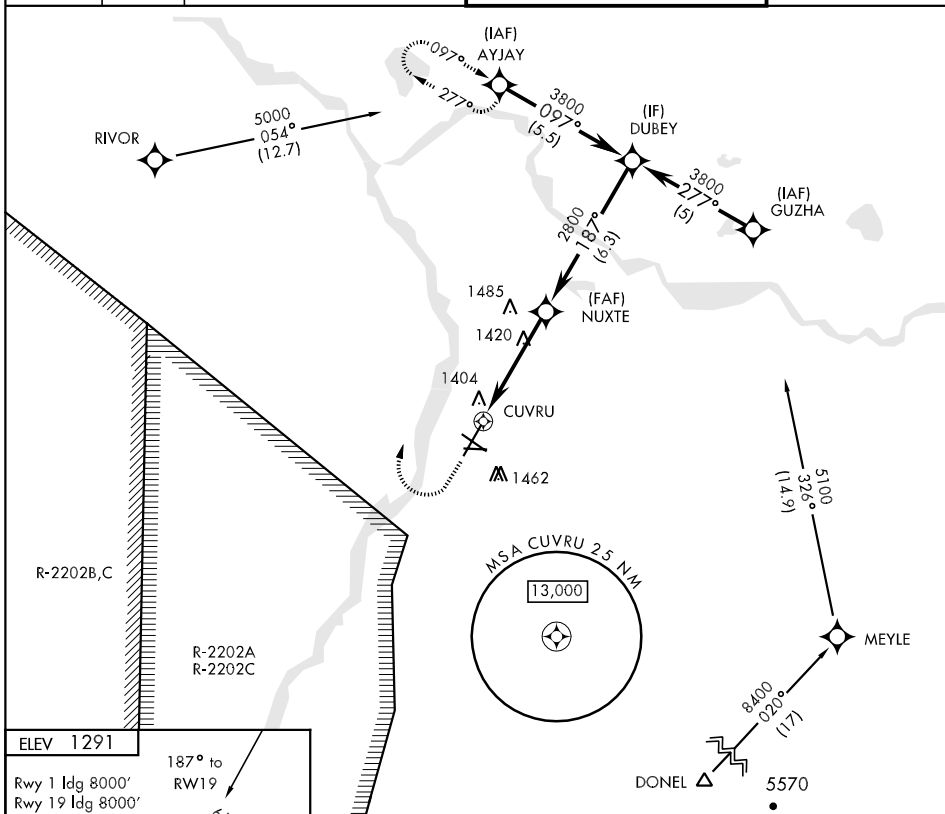 (IAF)
AYJAY
097°
277°
3800
097°
(5.5)
(IF)
DUBEY
5000
054°
(12.7)
RIVOR
3800
277°
(5)
(IAF)
GUZHA
2800
187°
(6.3)
1485
(FAF)
NUXTE
1420
1404
CUVRU
1462
5100
326°
(14.9)
R-2202B,C
MSA CUVRU 25 NM
13,000
MEYLE
R-2202A
R-2202C
8400
020°
(17)
ELEV 1291
187° to
RW19
Rwy 1 ldg 8000'
Rwy 19 ldg 8000'
DONEL
5570